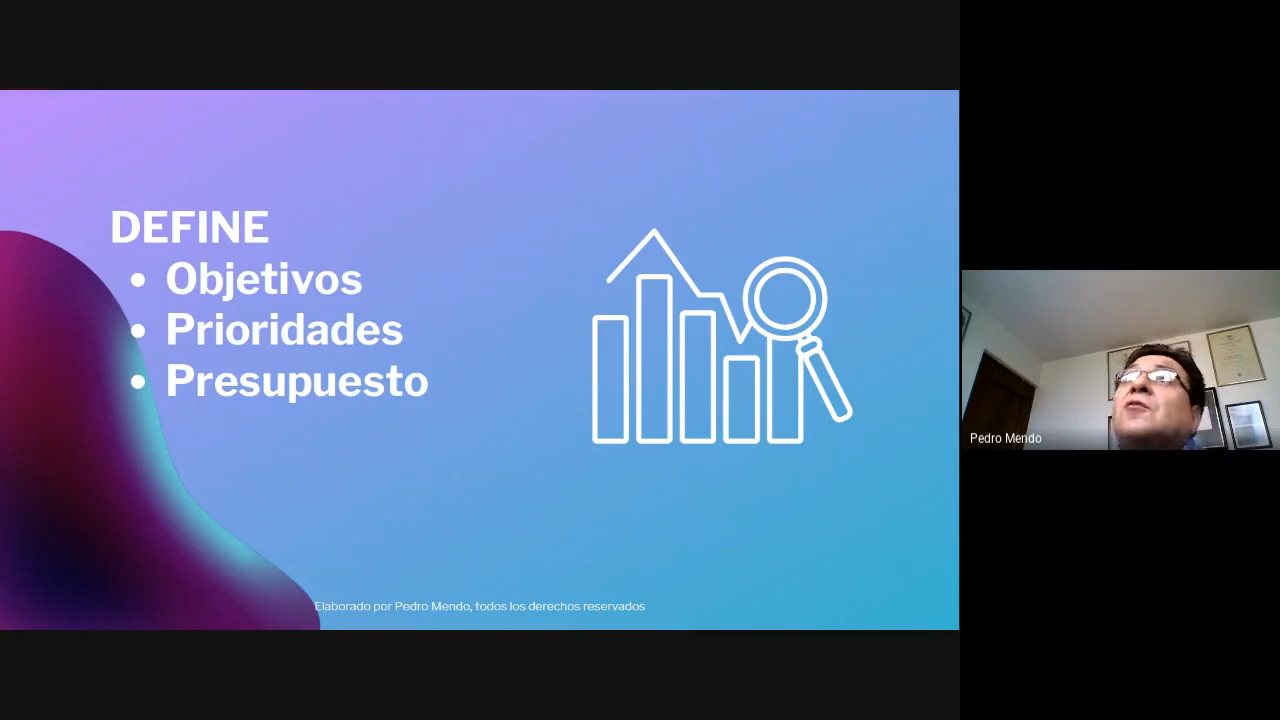 DEFINE
• Objetivos
• Prioridades
• Presupuesto
Elaborado por Pedro Mendo, todos los derechos reservados
Pedro Mendo